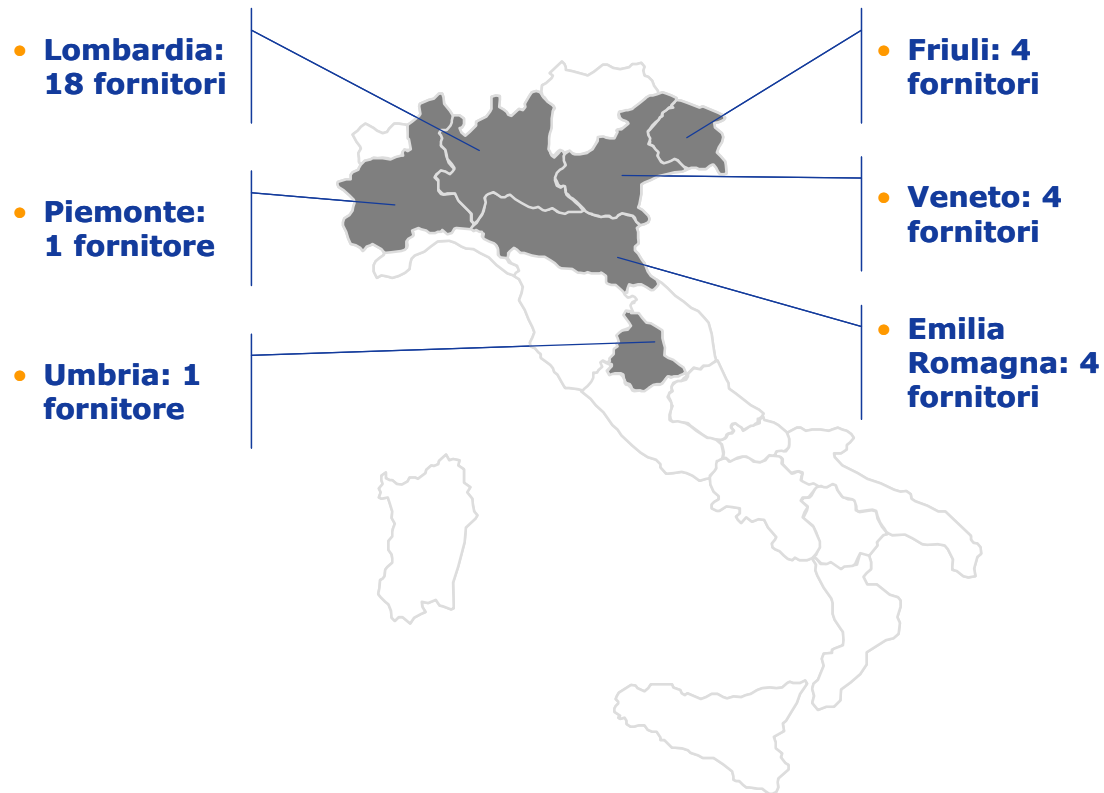 • Lombardia:
18 fornitori
• Piemonte:
1 fornitore
• Umbria: 1
fornitore
• Friuli: 4
fornitori
• Veneto: 4
fornitori
• Emilia
Romagna: 4
fornitori